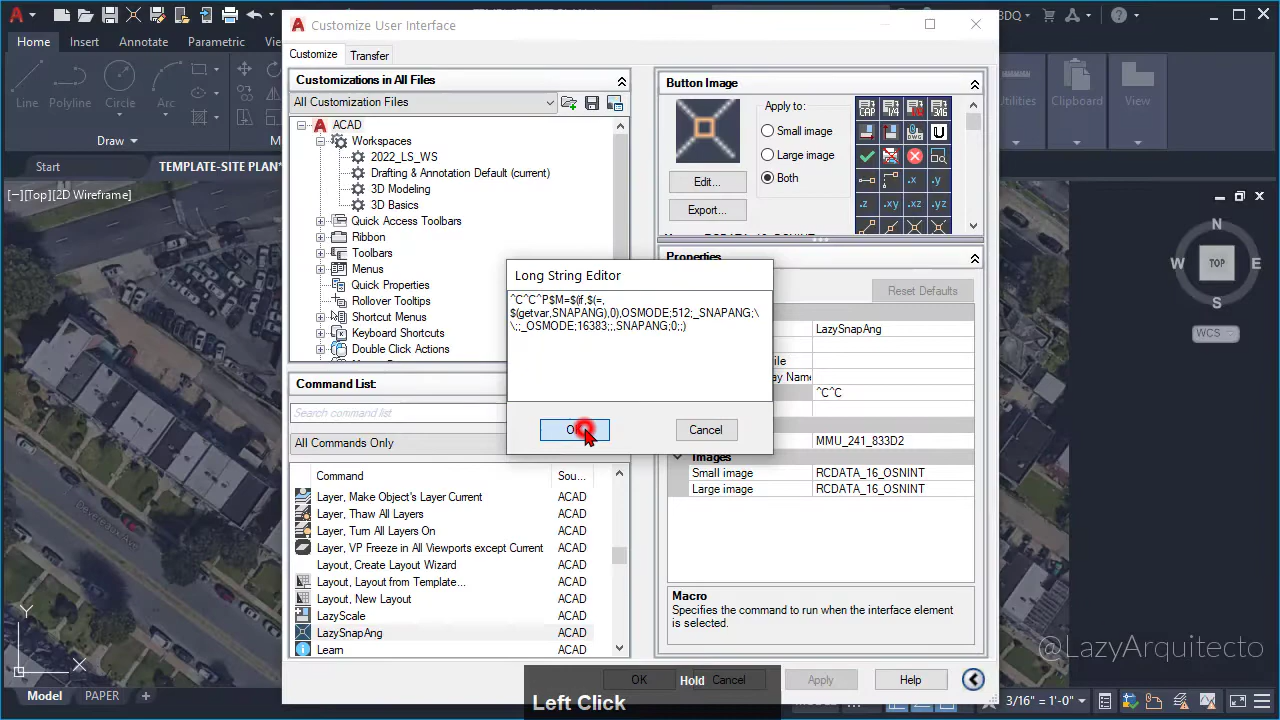 Customize User Interface
Home
Insert
Annotate
Parametric
Line
Polyline
Circle
Arc
Draw
Utilities
Clipboard
View
Start
TEMPLATE-SITE PLAN*
[−][Top][2D Wireframe]
Customize
Transfer
Customizations in All Files
All Customization Files
ACAD
Workspaces
2022_LS_WS
Drafting & Annotation Default (current)
3D Modeling
3D Basics
Quick Access Toolbars
Ribbon
Toolbars
Menus
Quick Properties
Rollover Tooltips
Shortcut Menus
Keyboard Shortcuts
Double Click Actions
Command List:
Search command list
All Commands Only
Command
Sou...
Layer, Make Object's Layer Current
ACAD
Layer, Thaw All Layers
ACAD
Layer, Turn All Layers On
ACAD
Layer, VP Freeze in All Viewports except Current
ACAD
Layout, Create Layout Wizard
ACAD
Layout, Layout from Template...
ACAD
Layout, New Layout
ACAD
LazyScale
ACAD
LazySnapAng
ACAD
Learn
ACAD
Button Image
Apply to:
Small image
Large image
Both
Edit...
Export...
Properties
Reset Defaults
LazySnapAng
ay Name
^C^C
MMU_241_833D2
Images
Small image
RCDATA_16_OSNINT
Large image
RCDATA_16_OSNINT
Macro
Specifies the command to run when the interface element
is selected.
Long String Editor
^C^C^P$M=$(if,$(=,
$(getvar,SNAPANG),0),OSMODE;512;_SNAPANG;\
\;;_OSMODE;16383;;,SNAPANG;0;;)
Cancel
OK
Cancel
Apply
Help
Hold
Left Click
N
W
TOP
E
S
WCS
Y
X
@LazyArquitecto
Model
PAPER
+
3/16" = 1'-0"